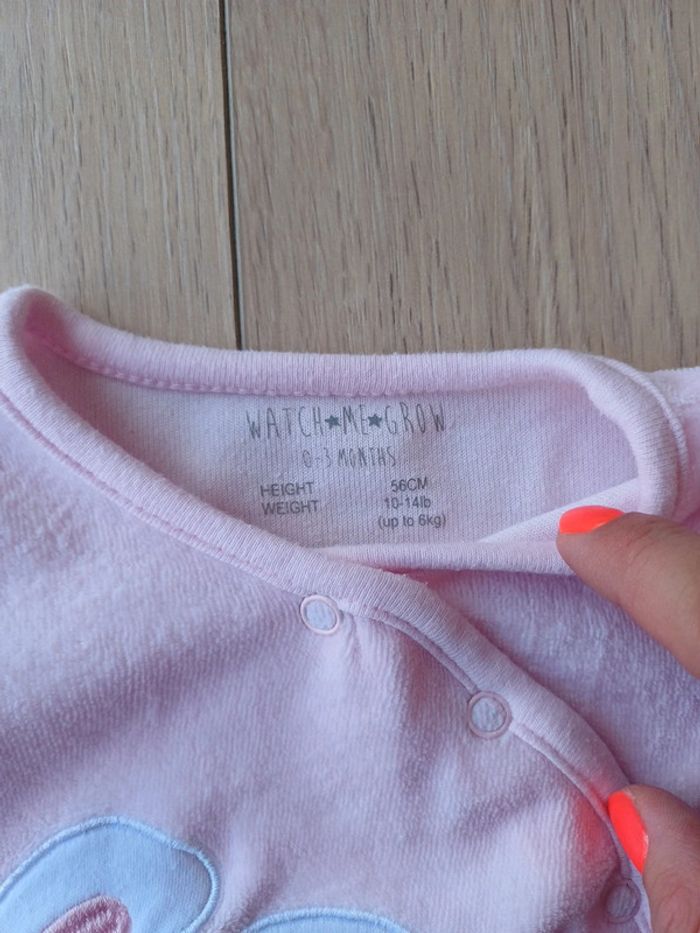 WATCH★ME★GROW
0-3 MONTHS
HEIGHT 56CM
WEIGHT 10-14lb
(up to 6kg)